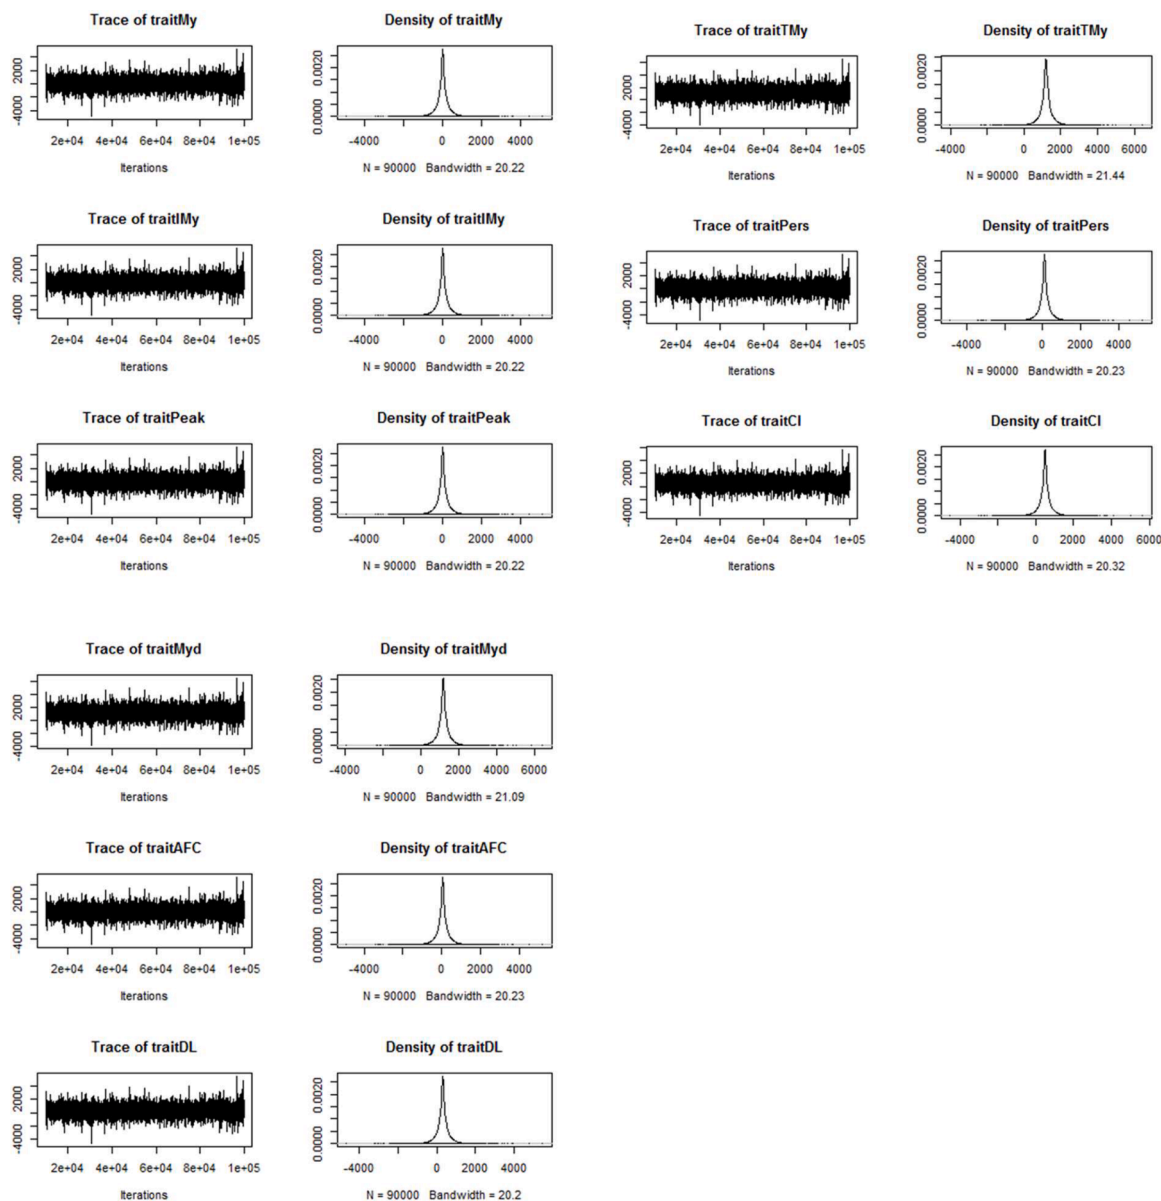 Trace of traitMy
Density of traitMy
-4000 2000
0.0000 0.0020
2e+04 4e+04 6e+04 8e+04 1e+05
-4000 0 2000 4000
Iterations
N = 90000 Bandwidth = 20.22
Trace of traitTMy
Density of traitTMy
-4000 2000
0.0000 0.0020
2e+04 4e+04 6e+04 8e+04 1e+05
-4000 0 2000 4000 6000
Iterations
N = 90000 Bandwidth = 21.44
Trace of traitIMy
Density of traitIMy
-4000 2000
0.0000 0.0020
2e+04 4e+04 6e+04 8e+04 1e+05
-4000 0 2000 4000
Iterations
N = 90000 Bandwidth = 20.22
Trace of traitPers
Density of traitPers
-4000 2000
0.0000 0.0020
2e+04 4e+04 6e+04 8e+04 1e+05
-4000 0 2000 4000
Iterations
N = 90000 Bandwidth = 20.23
Trace of traitPeak
Density of traitPeak
-4000 2000
0.0000 0.0020
2e+04 4e+04 6e+04 8e+04 1e+05
-4000 0 2000 4000
Iterations
N = 90000 Bandwidth = 20.22
Trace of traitCI
Density of traitCI
-4000 2000
0.0000 0.0020
2e+04 4e+04 6e+04 8e+04 1e+05
-4000 0 2000 4000 6000
Iterations
N = 90000 Bandwidth = 20.32
Trace of traitMyd
Density of traitMyd
-4000 2000
0.0000 0.0020
2e+04 4e+04 6e+04 8e+04 1e+05
-4000 0 2000 4000 6000
Iterations
N = 90000 Bandwidth = 21.09
Trace of traitAFC
Density of traitAFC
-4000 2000
0.0000 0.0020
2e+04 4e+04 6e+04 8e+04 1e+05
-4000 0 2000 4000
Iterations
N = 90000 Bandwidth = 20.23
Trace of traitDL
Density of traitDL
-4000 2000
0.0000 0.0020
2e+04 4e+04 6e+04 8e+04 1e+05
-4000 0 2000 4000
Iterations
N = 90000 Bandwidth = 20.2